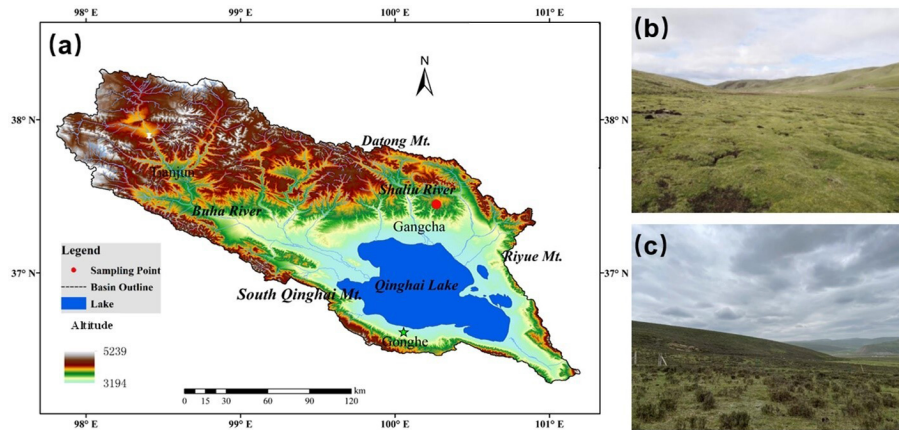 98° E 99° E 100° E 101° E
(a)
N
38° N
38° N
Datong Mt.
Shaliu River
Buha River
Gangcha
Riyue Mt.
37° N
37° N
Legend
Sampling Point
Basin Outline
Lake
South Qinghai Mt.
Qinghai Lake
Gonghe
Altitude
5239
3194
km
0 15 30 60 90 120
98° E 99° E 100° E 101° E
(b)
(c)